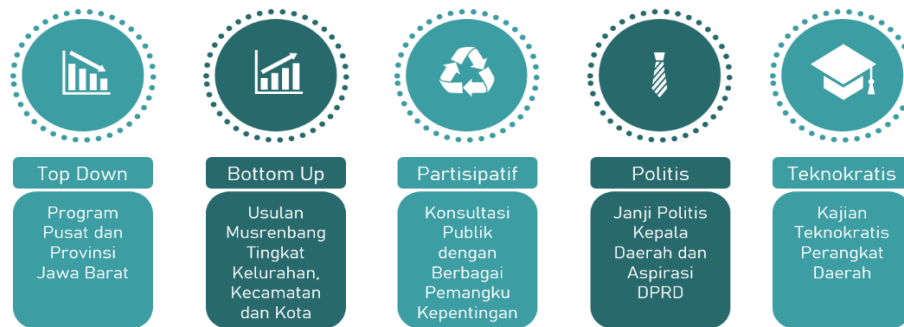 Top Down
Program
Pusat dan
Provinsi
Jawa Barat
Bottom Up
Usulan
Musrenbang
Tingkat
Kelurahan,
Kecamatan
dan Kota
Partisipatif
Konsultasi
Publik
dengan
Berbagai
Pemangku
Kepentingan
Politis
Janji Politis
Kepala
Daerah dan
Aspirasi
DPRD
Teknokratis
Kajian
Teknokratis
Perangkat
Daerah